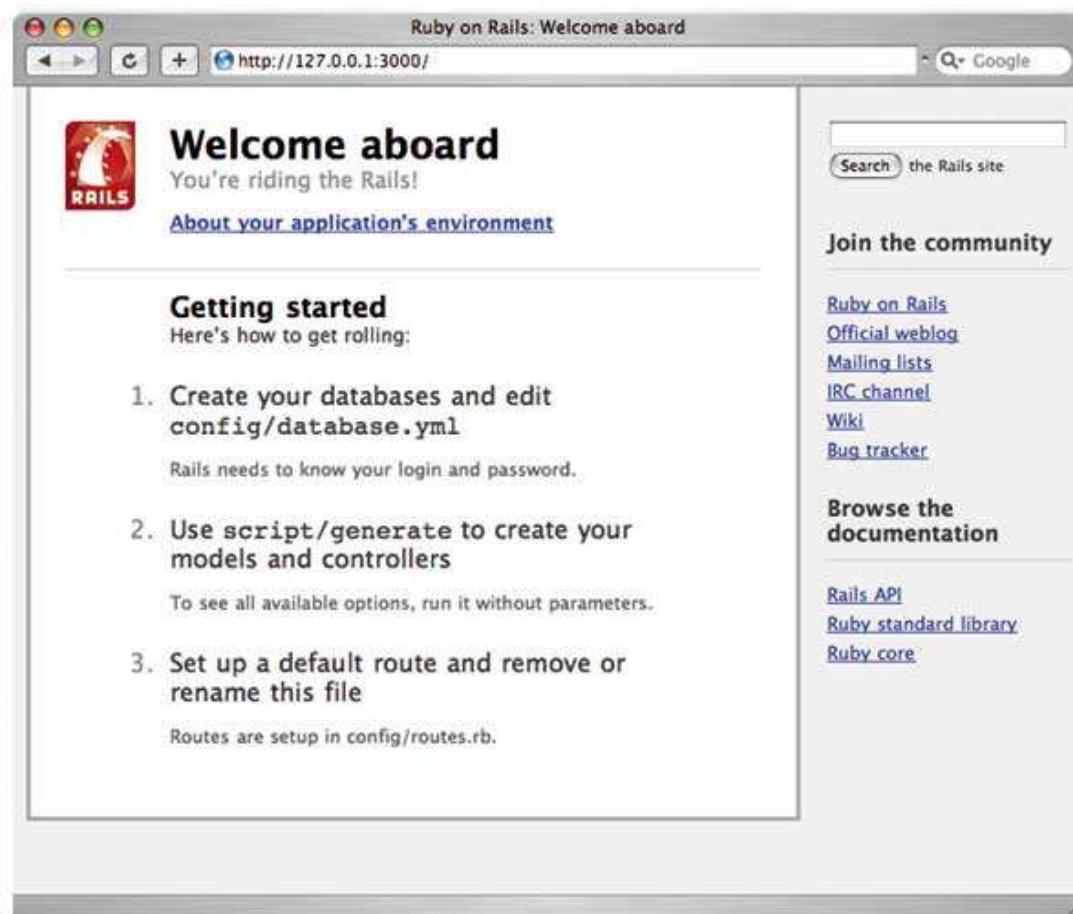 Ruby on Rails: Welcome aboard
http://127.0.0.1:3000/
Google
RAILS
Welcome aboard
You're riding the Rails!
About your application's environment
Getting started
Here's how to get rolling:
1. Create your databases and edit
config/database.yml
Rails needs to know your login and password.
2. Use script/generate to create your
models and controllers
To see all available options, run it without parameters.
3. Set up a default route and remove or
rename this file
Routes are setup in config/routes.rb.
Search the Rails site
Join the community
Ruby on Rails
Official weblog
Mailing lists
IRC channel
Wiki
Bug tracker
Browse the
documentation
Rails API
Ruby standard library
Ruby core